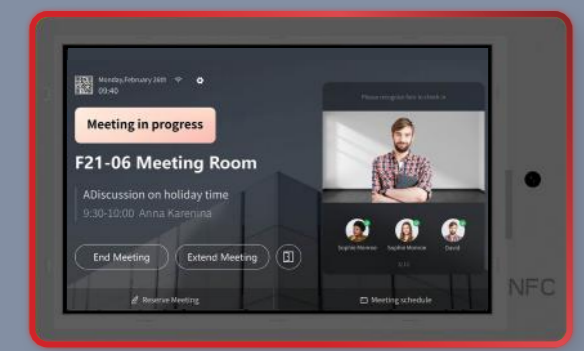 Monday,February 26th
09:40
Meeting in progress
F21-06 Meeting Room
ADiscussion on holiday time
9:30-10:00 Anna Karenina
End Meeting
Extend Meeting
Reserve Meeting
Please recognize face to check in
Sophie Monroe
Sophie Monroe
David
Meeting schedule
NFC